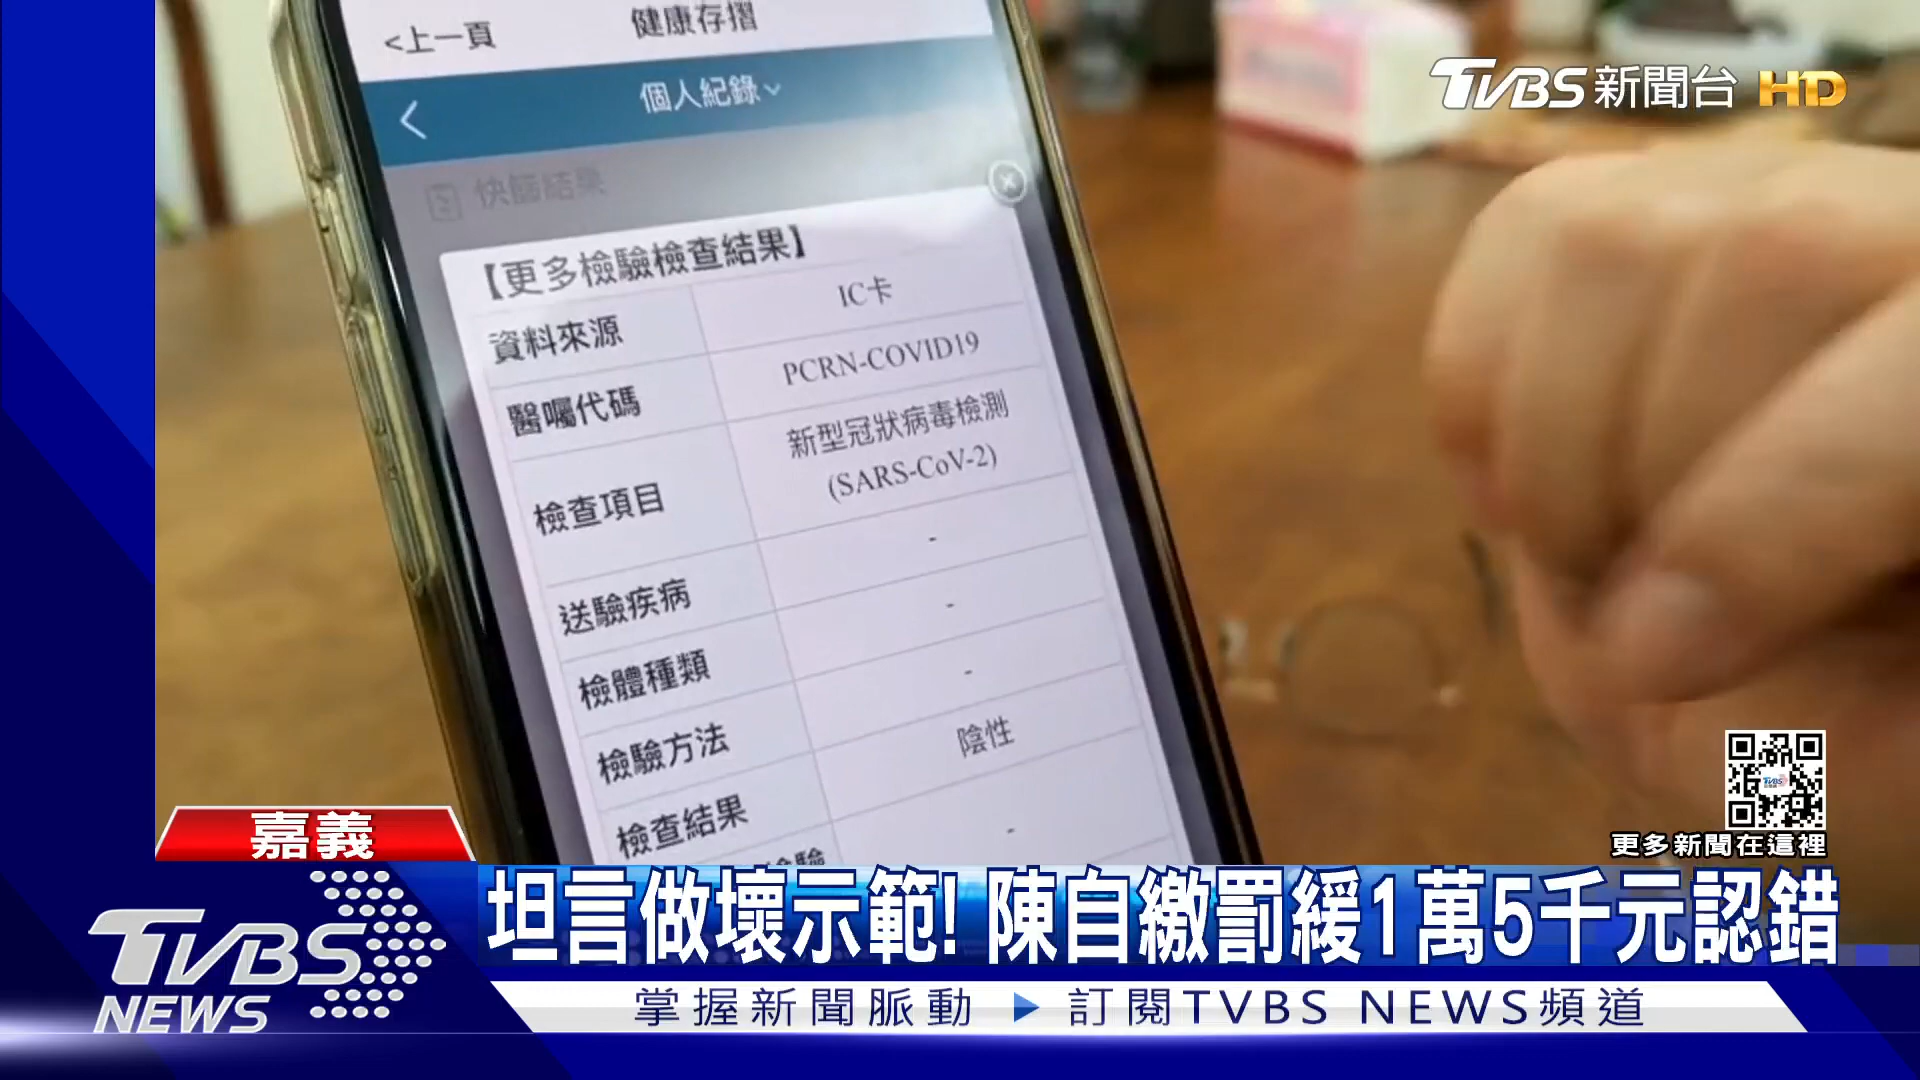 <上一頁
健康存摺
個人紀錄
快篩結果
【更多檢驗檢查結果】
資料來源 IC卡
醫囑代碼 PCRN-COVID19
檢查項目 新型冠狀病毒檢測
(SARS-CoV-2)
送驗疾病 -
檢體種類 -
檢驗方法 -
檢查結果 陰性
-
TVBS新聞台 HD
更多新聞在這裡
嘉義
坦言做壞示範! 陳自繳罰緩1萬5千元認錯
TVBS
NEWS
掌握新聞脈動 ▶ 訂閱TVBS NEWS頻道